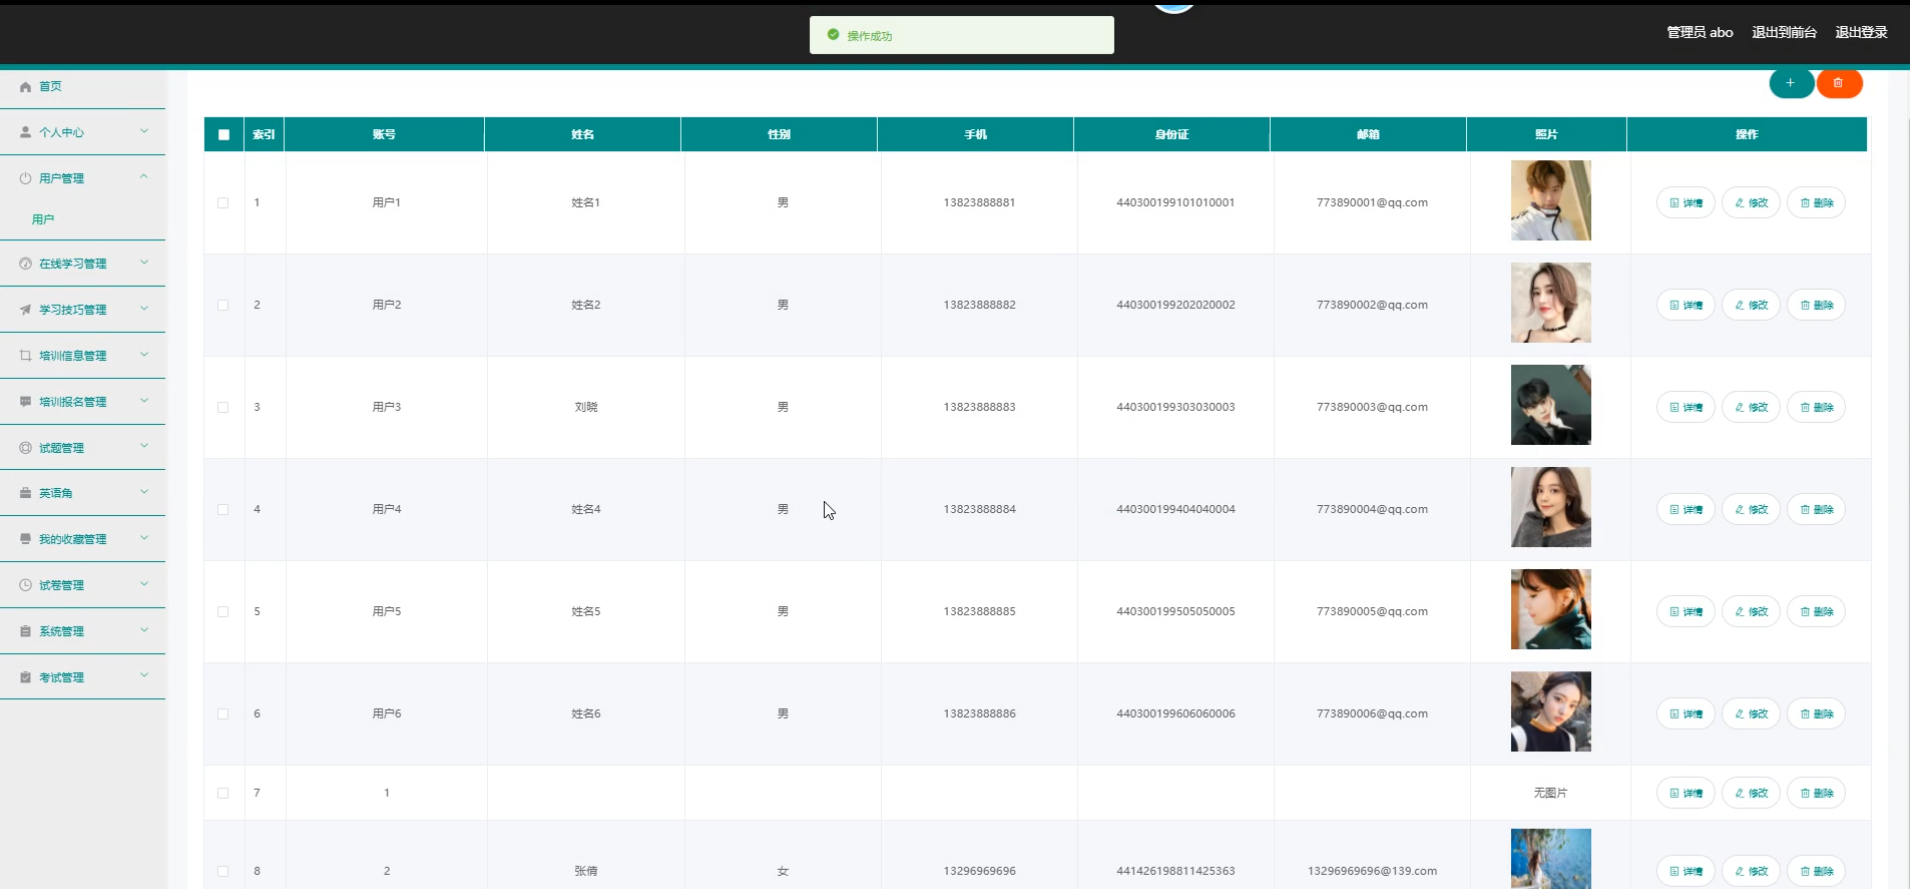 操作成功
管理员 abo 退出到前台 退出登录
首页
个人中心
用户管理
用户
在线学习管理
学习技巧管理
培训信息管理
培训报名管理
试题管理
英语角
我的收藏管理
试卷管理
系统管理
考试管理
索引 账号 姓名 性别 手机 身份证 邮箱 照片 操作
1 用户1 姓名1 男 13823888881 440300199101010001 773890001@qq.com 详情 修改 删除
2 用户2 姓名2 男 13823888882 440300199202020002 773890002@qq.com 详情 修改 删除
3 用户3 刘晓 男 13823888883 440300199303030003 773890003@qq.com 详情 修改 删除
4 用户4 姓名4 男 13823888884 440300199404040004 773890004@qq.com 详情 修改 删除
5 用户5 姓名5 男 13823888885 440300199505050005 773890005@qq.com 详情 修改 删除
6 用户6 姓名6 男 13823888886 440300199606060006 773890006@qq.com 详情 修改 删除
7 1 无图片 详情 修改 删除
8 2 张倩 女 13296969696 441426198811425363 13296969696@139.com 详情 修改 删除